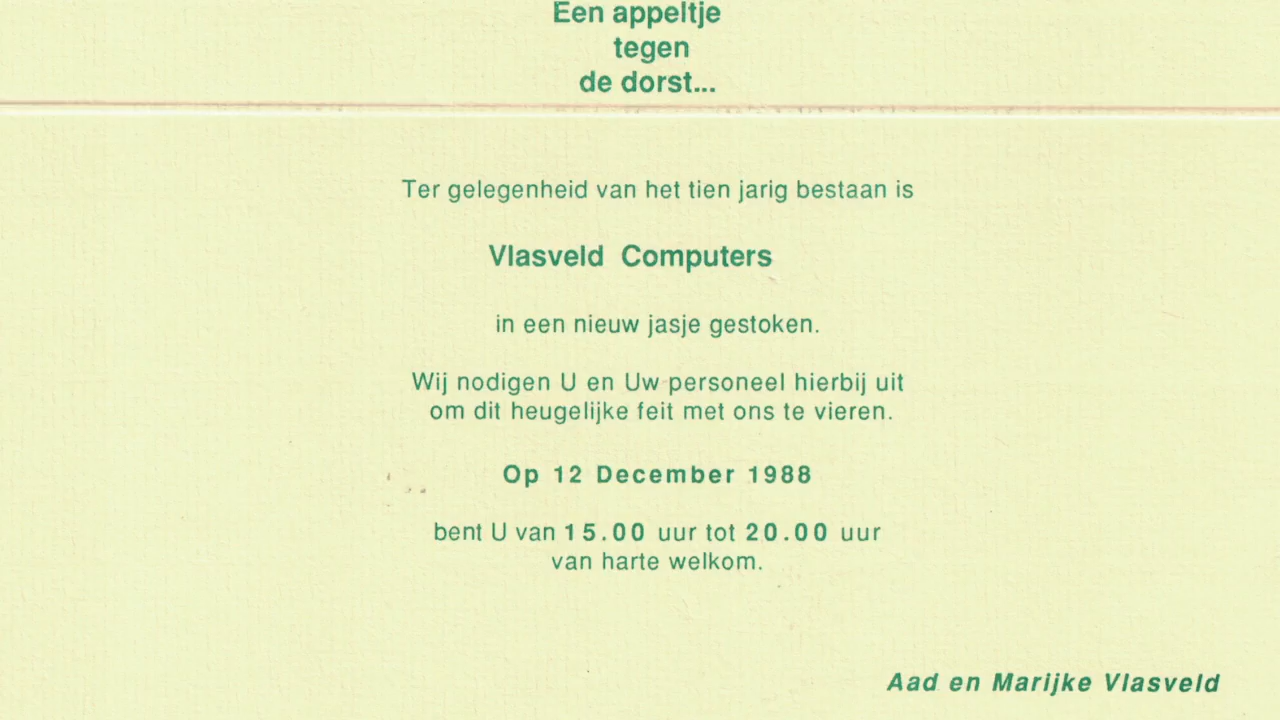 Een appeltje
tegen
de dorst...
Ter gelegenheid van het tien jarig bestaan is
Vlasveld Computers
in een nieuw jasje gestoken.
Wij nodigen U en Uw personeel hierbij uit
om dit heugelijke feit met ons te vieren.
Op 12 December 1988
bent U van 15.00 uur tot 20.00 uur
van harte welkom.
Aad en Marijke Vlasveld